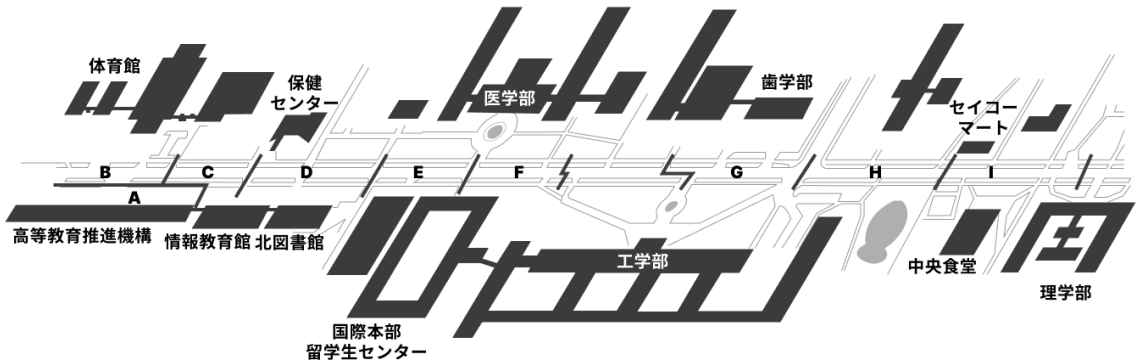 体育館
保健
センター
医学部
歯学部
セイコー
マート
B
C
D
E
F
G
H
I
A
高等教育推進機構
情報教育館
北図書館
工学部
中央食堂
理学部
国際本部
留学生センター